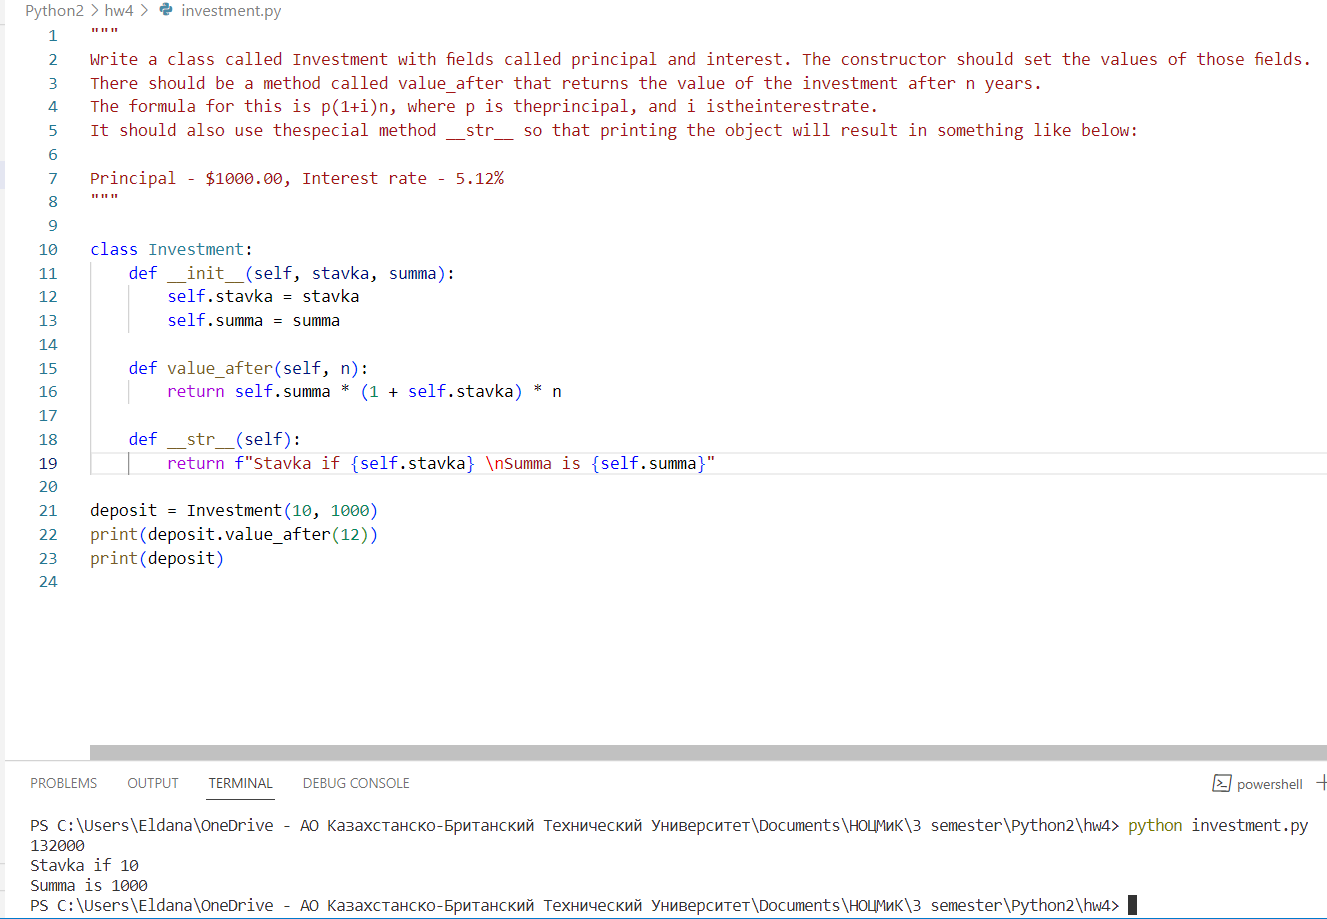 Python2 > hw4 > investment.py
1 """
2 Write a class called Investment with fields called principal and interest. The constructor should set the values of those fields.
3 There should be a method called value_after that returns the value of the investment after n years.
4 The formula for this is p(1+i)n, where p is theprincipal, and i istheinterestrate.
5 It should also use thespecial method __str__ so that printing the object will result in something like below:
6
7 Principal - $1000.00, Interest rate - 5.12%
8 """
9
10 class Investment:
11     def __init__(self, stavka, summa):
12         self.stavka = stavka
13         self.summa = summa
14
15     def value_after(self, n):
16         return self.summa * (1 + self.stavka) * n
17
18     def __str__(self):
19         return f"Stavka if {self.stavka} \nSumma is {self.summa}"
20
21 deposit = Investment(10, 1000)
22 print(deposit.value_after(12))
23 print(deposit)
24
PROBLEMS OUTPUT TERMINAL DEBUG CONSOLE powershell +
PS C:\Users\Eldana\OneDrive - АО Казахстанско-Британский Технический Университет\Documents\НОЦМиК\3 semester\Python2\hw4> python investment.py
132000
Stavka if 10
Summa is 1000
PS C:\Users\Eldana\OneDrive - АО Казахстанско-Британский Технический Университет\Documents\НОЦМиК\3 semester\Python2\hw4>